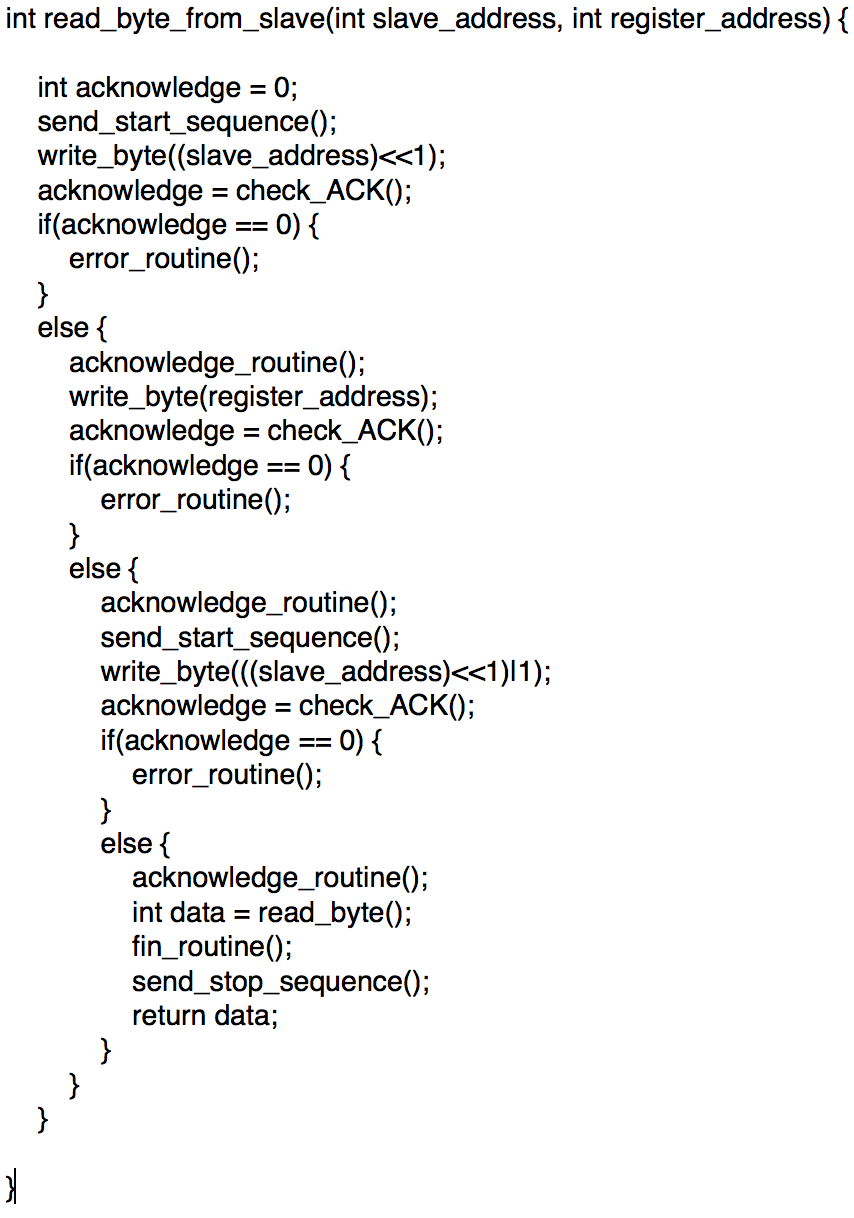 int read_byte_from_slave(int slave_address, int register_address) {
int acknowledge = 0;
send_start_sequence();
write_byte((slave_address)<<1);
acknowledge = check_ACK();
if(acknowledge == 0) {
error_routine();
}
else {
acknowledge_routine();
write_byte(register_address);
acknowledge = check_ACK();
if(acknowledge == 0) {
error_routine();
}
else {
acknowledge_routine();
send_start_sequence();
write_byte(((slave_address)<<1)|1);
acknowledge = check_ACK();
if(acknowledge == 0) {
error_routine();
}
else {
acknowledge_routine();
int data = read_byte();
fin_routine();
send_stop_sequence();
return data;
}
}
}
}